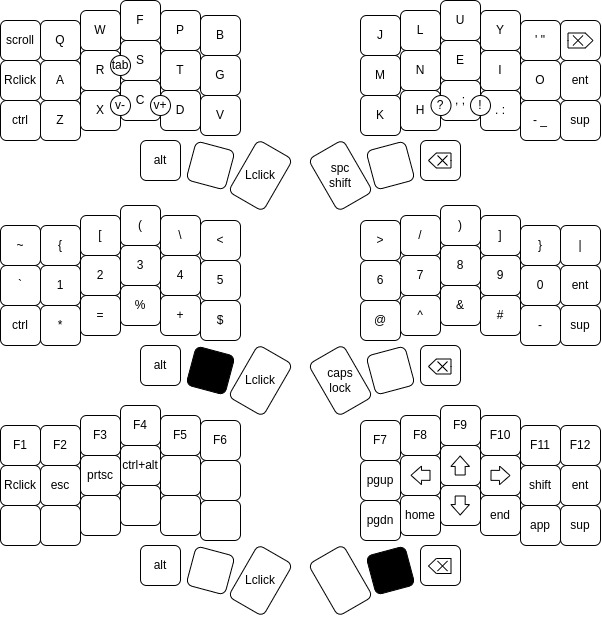 scroll Q W F P B J L U Y ' "
Rclick A R tab S T G M N E I O ent
ctrl Z X v- C v+ D V K H ? , ; ! . : - _ sup
alt Lclick spc
shift
~ { [ ( \ < > / ) ] } |
` 1 2 3 4 5 6 7 8 9 0 ent
ctrl * = % + $ @ ^ & # - sup
alt Lclick caps
lock
F1 F2 F3 F4 F5 F6 F7 F8 F9 F10 F11 F12
Rclick esc prtsc ctrl+alt pgup shift ent
pgdn home end app sup
alt Lclick